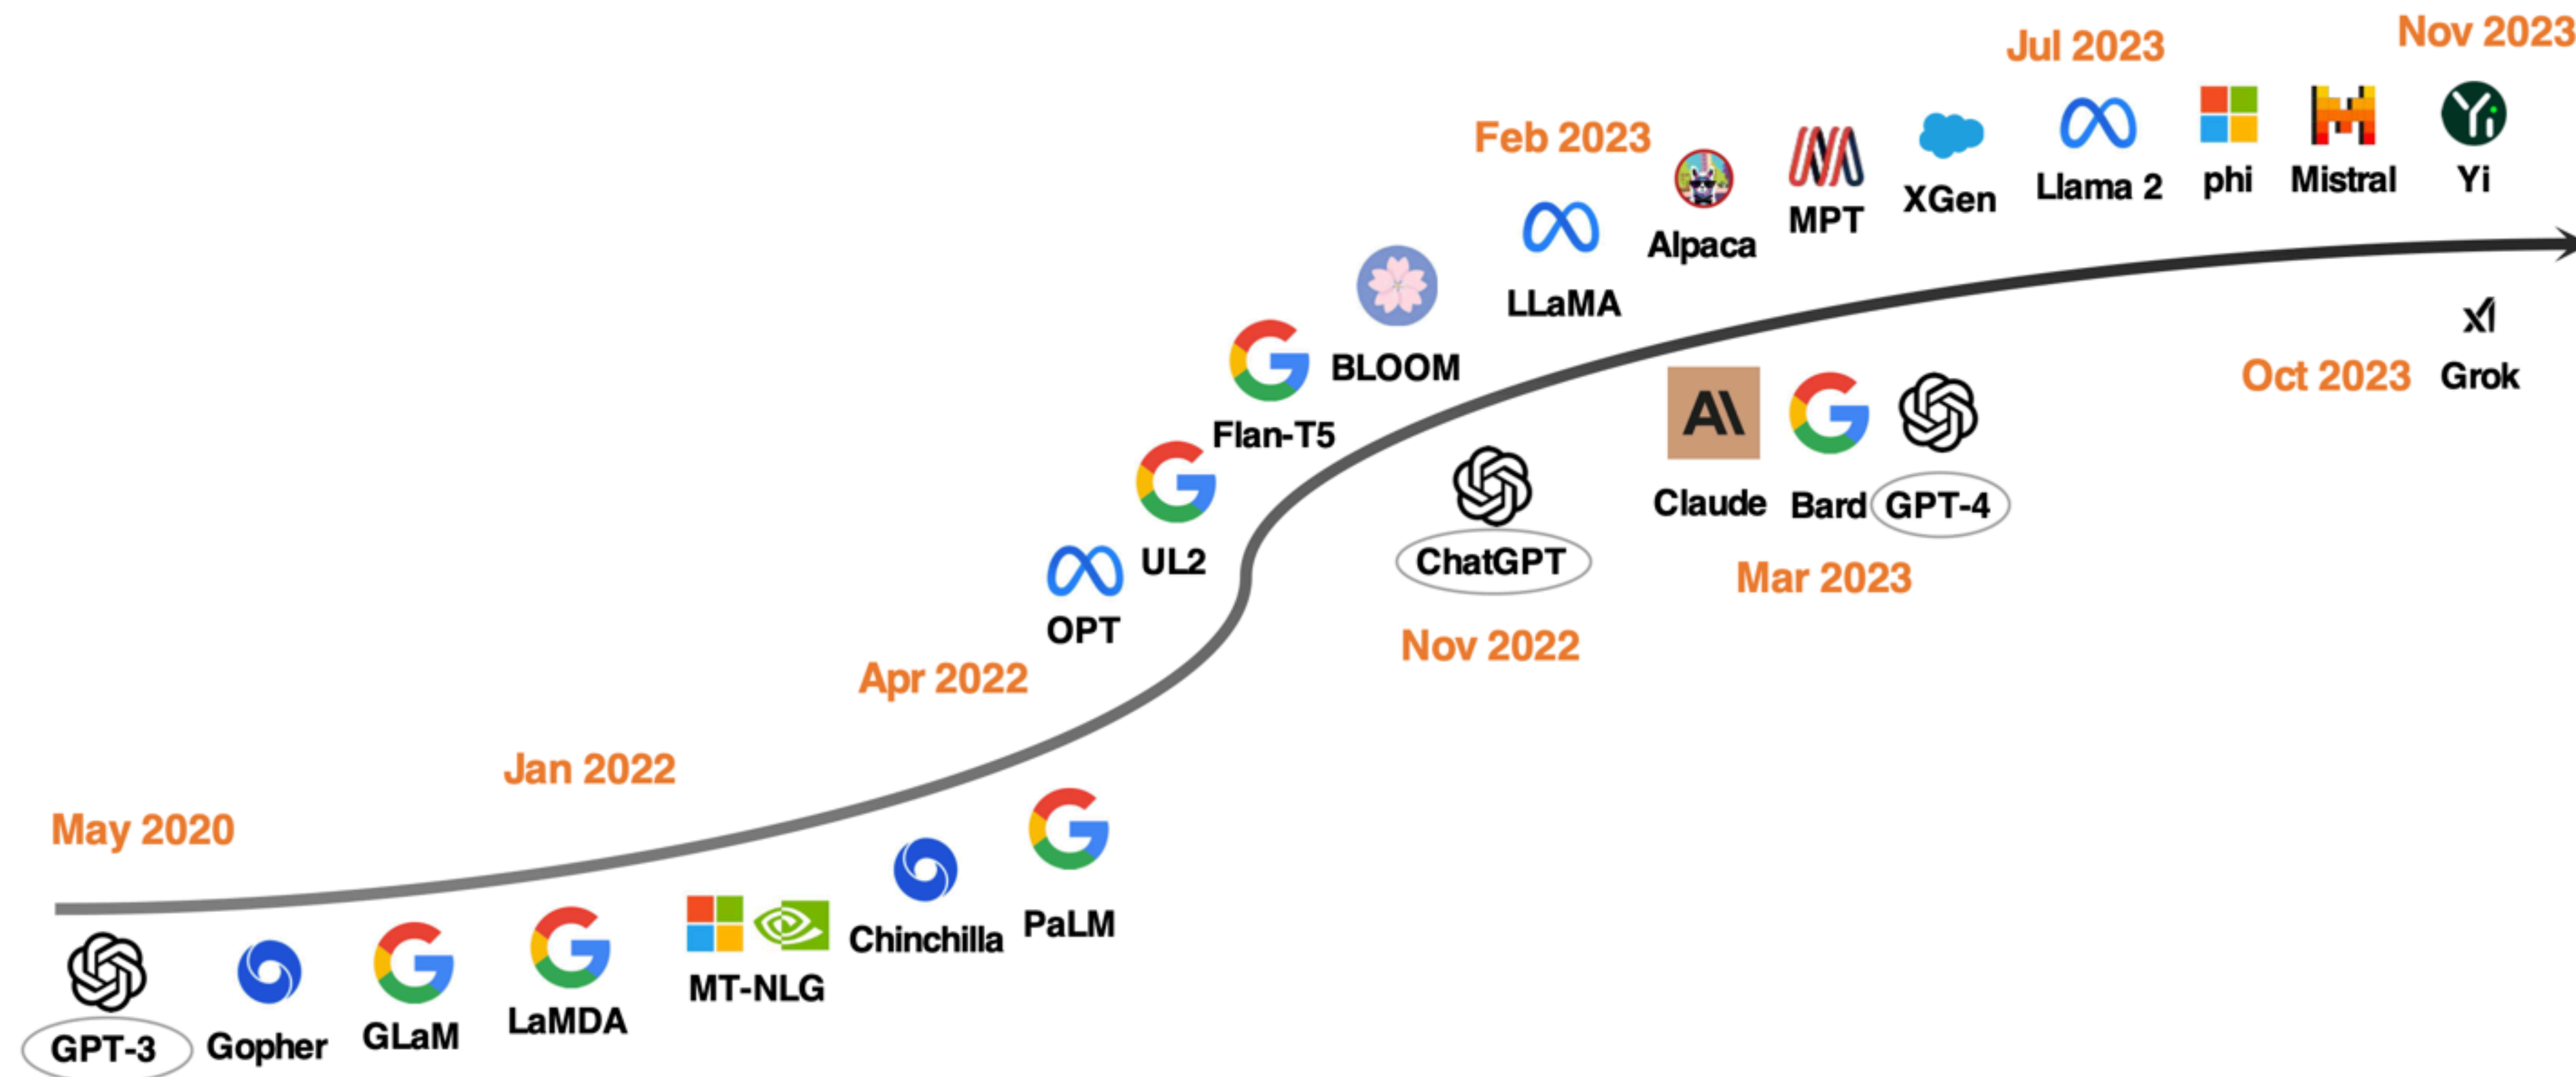 Nov 2023
Jul 2023
Feb 2023
phi
Mistral
Yi
Llama 2
XGen
MPT
Alpaca
LLaMA
BLOOM
Flan-T5
UL2
OPT
Grok
Oct 2023
Claude
Bard
GPT-4
Mar 2023
ChatGPT
Nov 2022
Apr 2022
Jan 2022
May 2020
PaLM
Chinchilla
MT-NLG
LaMDA
GLaM
Gopher
GPT-3